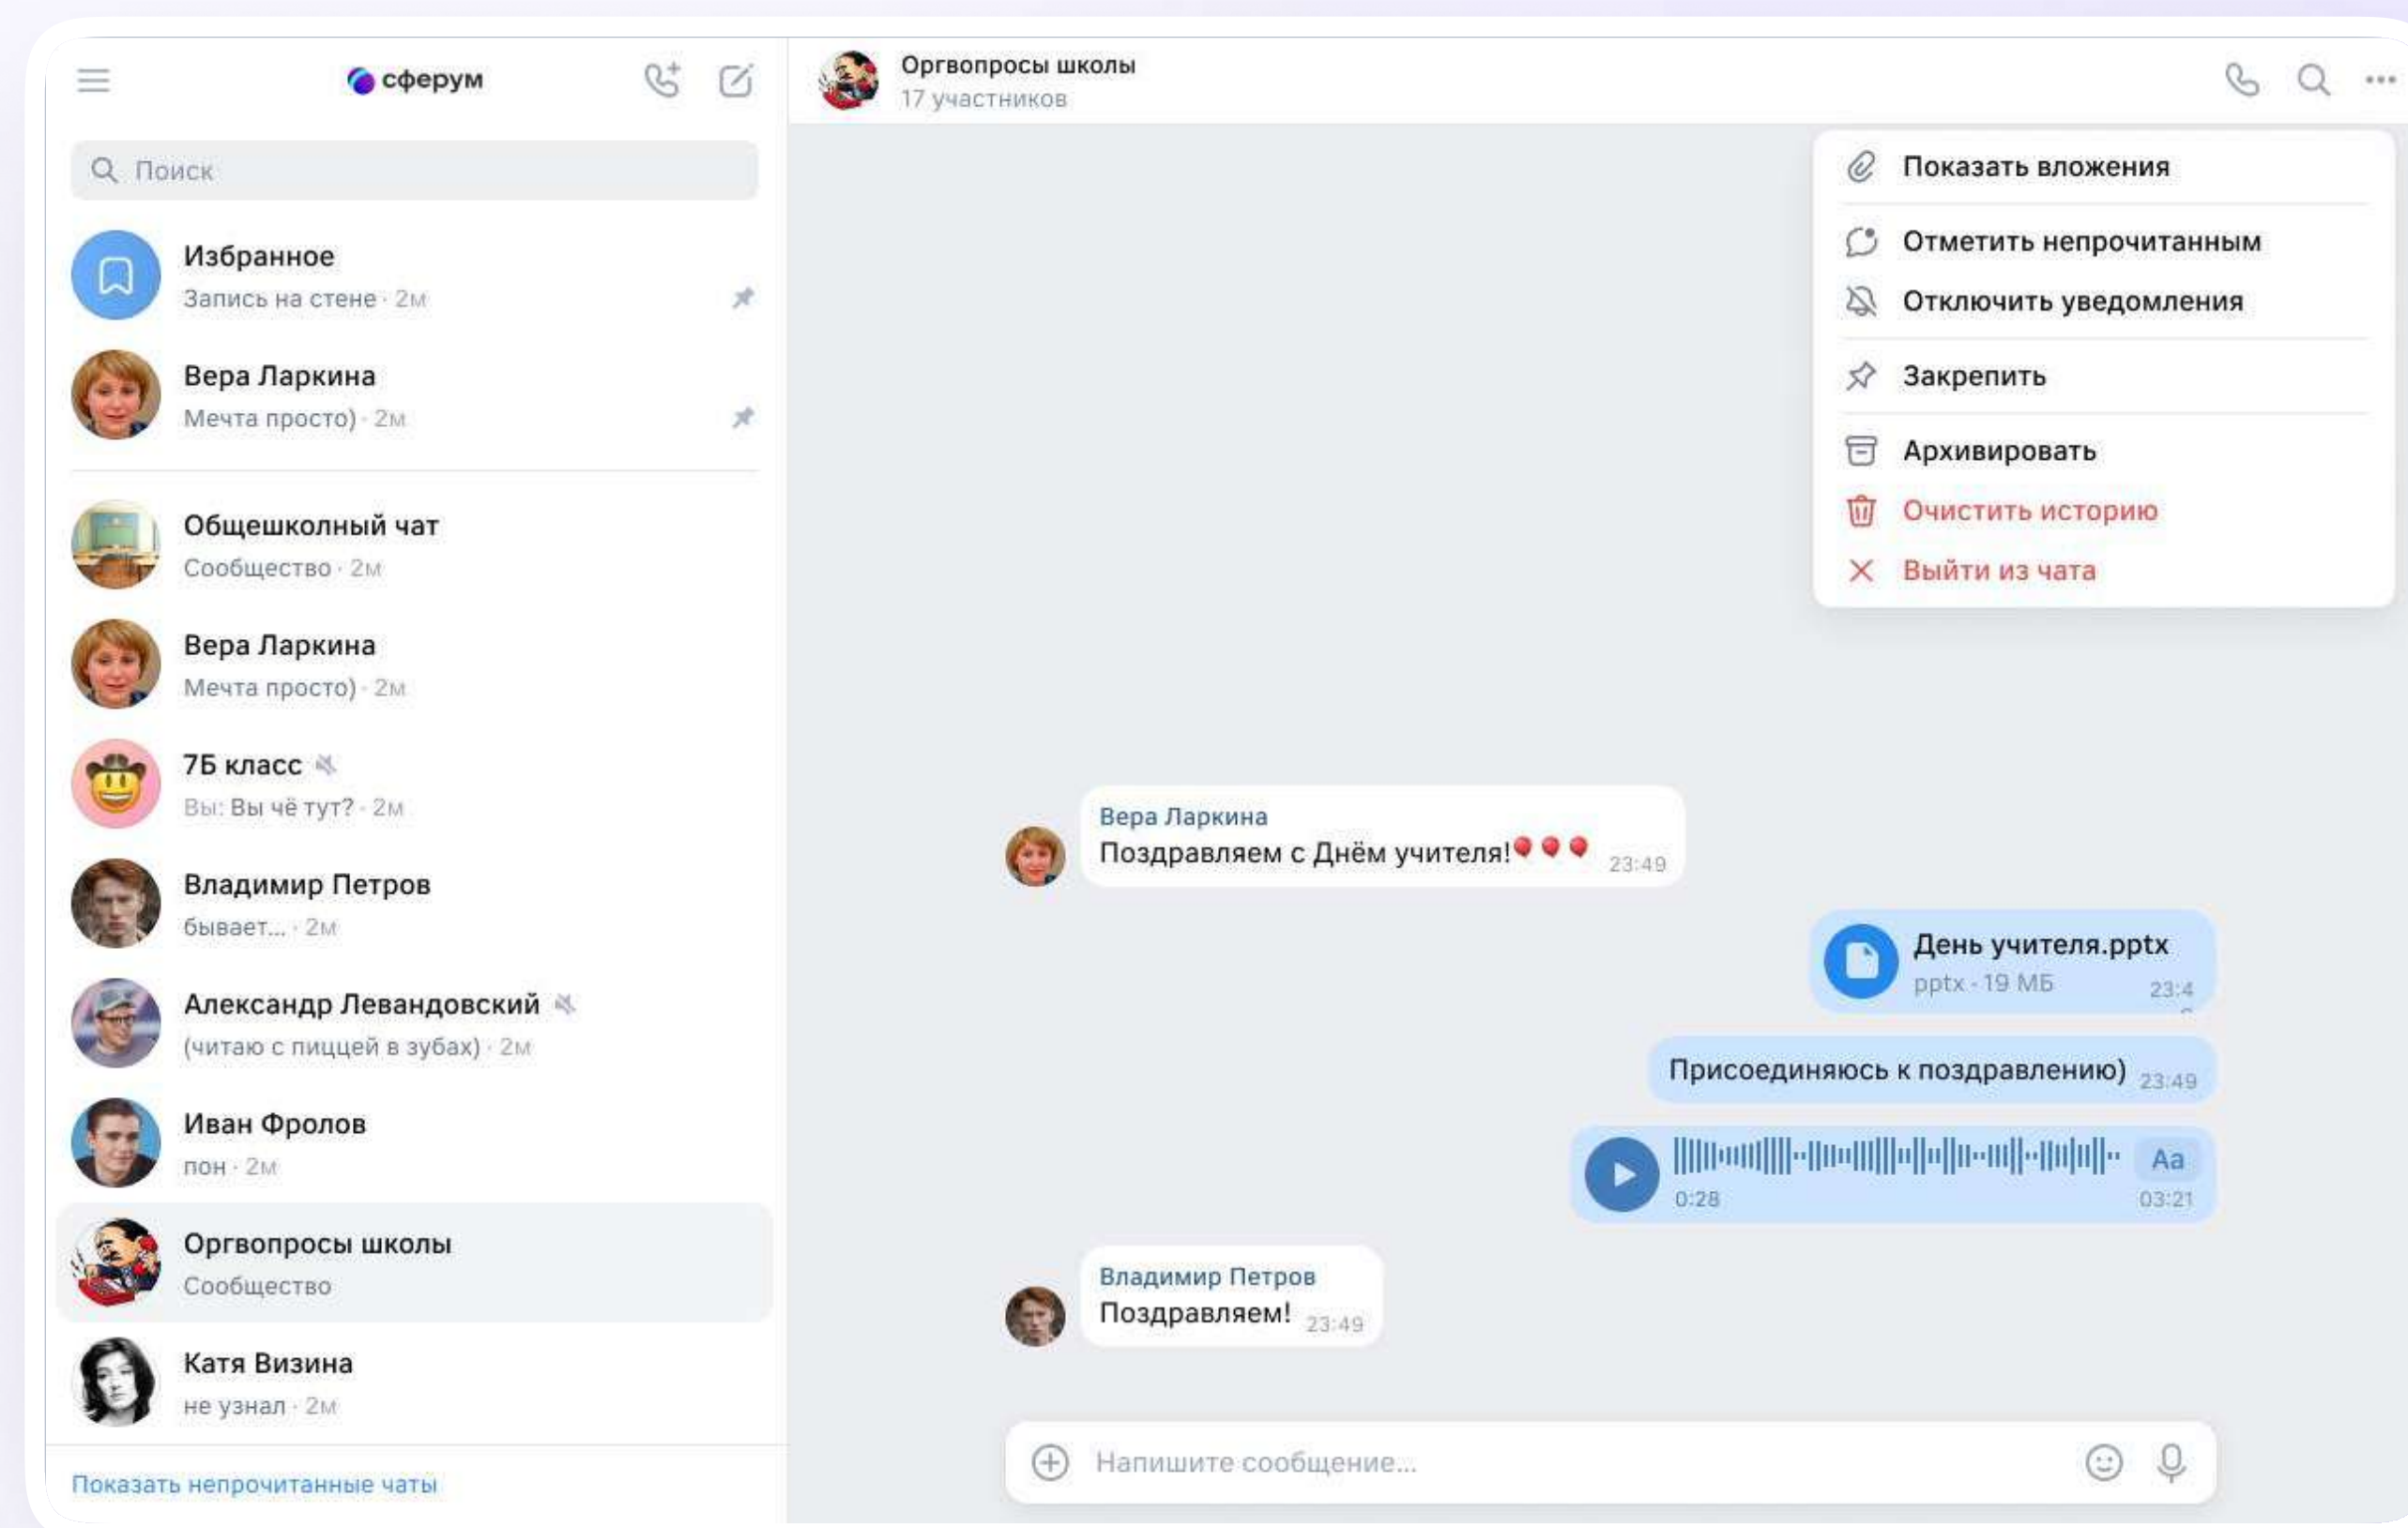 сферум
Поиск
Избранное
Запись на стене · 2м
Вера Ларкина
Мечта просто) · 2м
Общешколный чат
Сообщество · 2м
Вера Ларкина
Мечта просто) · 2м
7Б класс
Вы: Вы чё тут? · 2м
Владимир Петров
бывает... · 2м
Александр Левандовский
(читаю с пиццей в зубах) · 2м
Иван Фролов
пон · 2м
Оргвопросы школы
Сообщество
Катя Визина
не узнал · 2м
Показать непрочитанные чаты
Оргвопросы школы
17 участников
Показать вложения
Отметить непрочитанным
Отключить уведомления
Закрепить
Архивировать
Очистить историю
Выйти из чата
Вера Ларкина
Поздравляем с Днём учителя!🎈🎈🎈 23:49
День учителя.pptx
pptx · 19 МБ 23:4
Присоединяюсь к поздравлению) 23:49
Aa
0:28 03:21
Владимир Петров
Поздравляем! 23:49
Напишите сообщение...